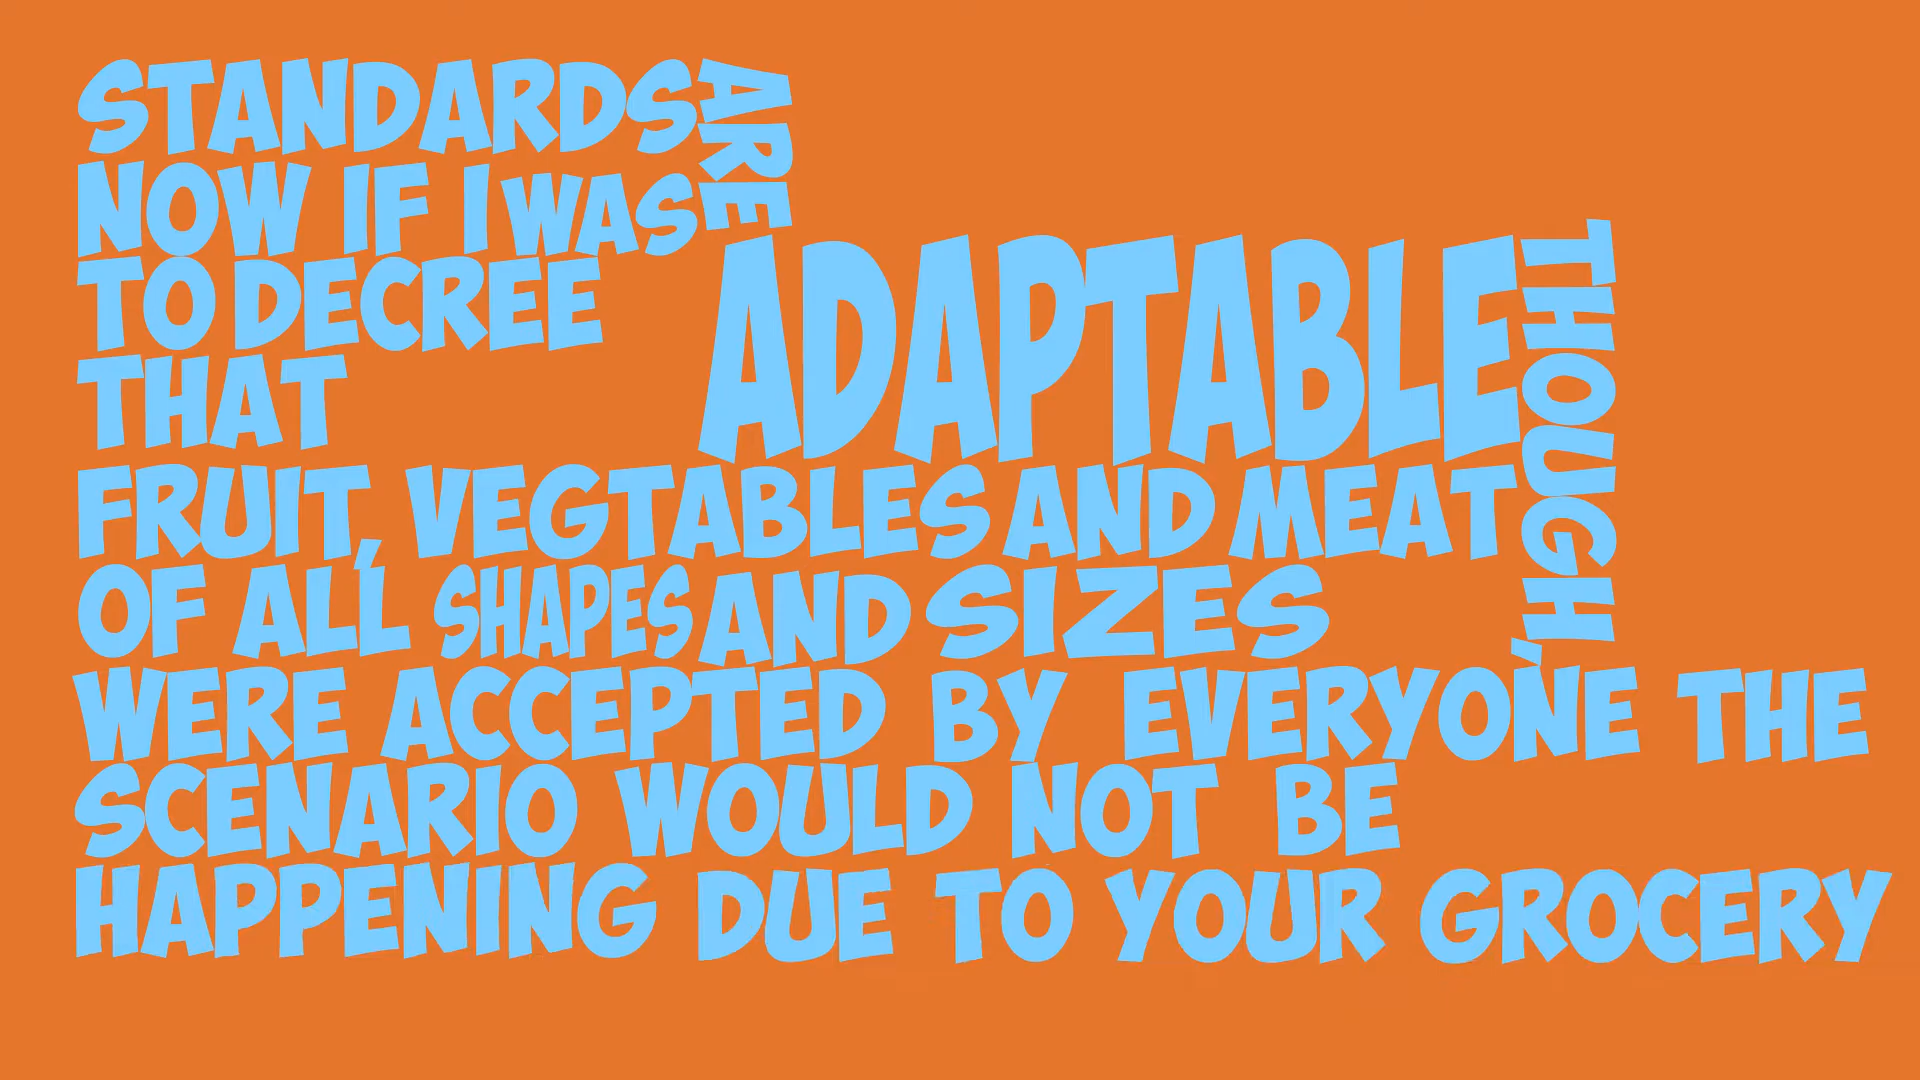 STANDARDS
ARE
ADAPTABLE
THOUGH,
NOW IF I WAS
TO DECREE
THAT
FRUIT, VEGTABLES AND MEAT
OF ALL SHAPES AND SIZES
WERE ACCEPTED BY EVERYONE THE
SCENARIO WOULD NOT BE
HAPPENING DUE TO YOUR GROCERY